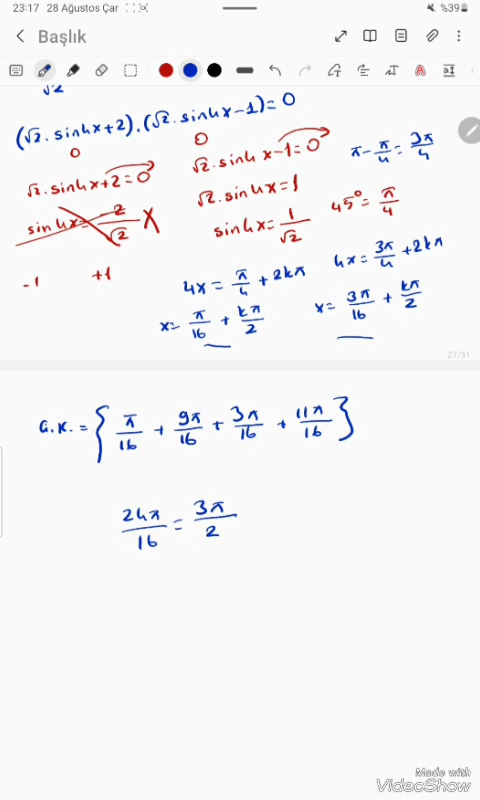 23:17 28 Ağustos Çar %39
Başlık
√2
(√2 . sin4x+2).(√2 . sin4x-1)=0
0 0
√2 . sin4x+2=0
sin4x= -2/√2 X
-1 +1
√2 . sin4x-1=0
√2 . sin4x=1
sin4x= 1/√2
π - π/4 = 3π/4
45° = π/4
4x = π/4 + 2kπ
x= π/16 + kπ/2
4x = 3π/4 + 2kπ
x = 3π/16 + kπ/2
27/31
Ç.K. = { π/16 + 9π/16 + 3π/16 + 11π/16 }
24π/16 = 3π/2
Made with
VideoShow